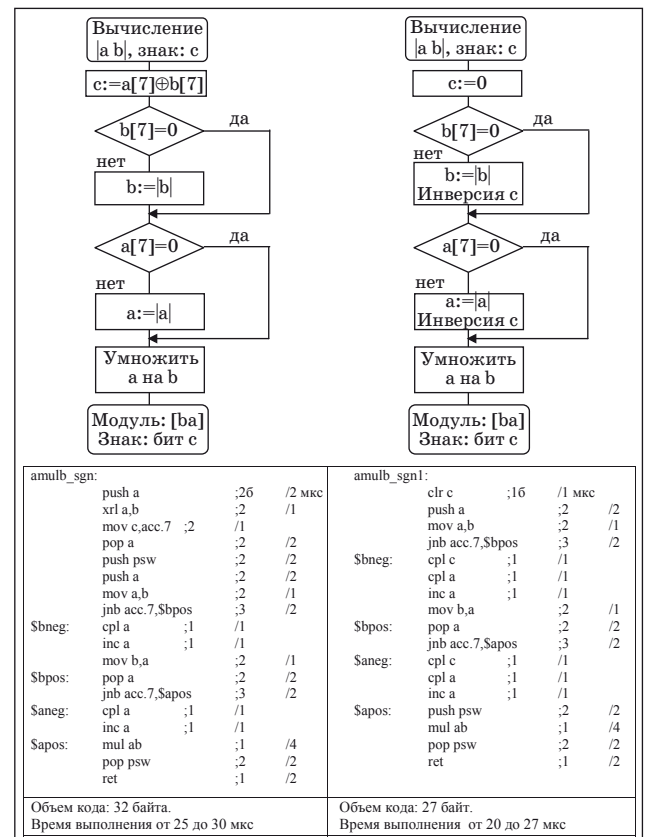 Вычисление
|a b|, знак: c
c:=a[7]⊕b[7]
b[7]=0
да
нет
b:=|b|
a[7]=0
да
нет
a:=|a|
Умножить
a на b
Модуль: [ba]
Знак: бит c
Вычисление
|a b|, знак: c
c:=0
b[7]=0
да
нет
b:=|b|
Инверсия c
a[7]=0
да
нет
a:=|a|
Инверсия c
Умножить
a на b
Модуль: [ba]
Знак: бит c
amulb_sgn:
push a ;2б /2 мкс
xrl a,b ;2 /1
mov c,acc.7 ;2 /1
pop a ;2 /2
push psw ;2 /2
push a ;2 /2
mov a,b ;2 /1
jnb acc.7,$bpos ;3 /2
$bneg: cpl a ;1 /1
inc a ;1 /1
mov b,a ;2 /1
$bpos: pop a ;2 /2
jnb acc.7,$apos ;3 /2
$aneg: cpl a ;1 /1
inc a ;1 /1
$apos: mul ab ;1 /4
pop psw ;2 /2
ret ;1 /2
Объем кода: 32 байта.
Время выполнения от 25 до 30 мкс
amulb_sgn1:
clr c ;1б /1 мкс
push a ;2 /2
mov a,b ;2 /1
jnb acc.7,$bpos ;3 /2
$bneg: cpl c ;1 /1
cpl a ;1 /1
inc a ;1 /1
mov b,a ;2 /1
$bpos: pop a ;2 /2
jnb acc.7,$apos ;3 /2
$aneg: cpl c ;1 /1
cpl a ;1 /1
inc a ;1 /1
$apos: push psw ;2 /2
mul ab ;1 /4
pop psw ;2 /2
ret ;1 /2
Объем кода: 27 байт.
Время выполнения от 20 до 27 мкс